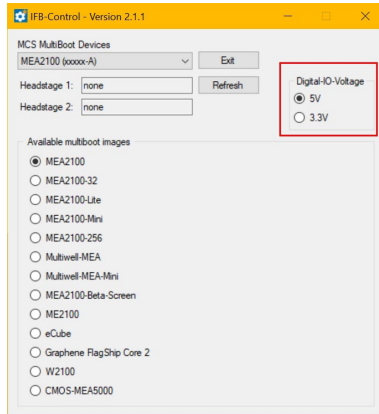 IFB-Control - Version 2.1.1
MCS MultiBoot Devices
MEA2100 (xxxxx-A)
Exit
Headstage 1: none
Refresh
Headstage 2: none
Digital-IO-Voltage
5V
3.3V
Available multiboot images
MEA2100
MEA2100-32
MEA2100-Lite
MEA2100-Mini
MEA2100-256
Multiwell-MEA
Multiwell-MEA-Mini
MEA2100-Beta-Screen
ME2100
eCube
Graphene FlagShip Core 2
W2100
CMOS-MEA5000